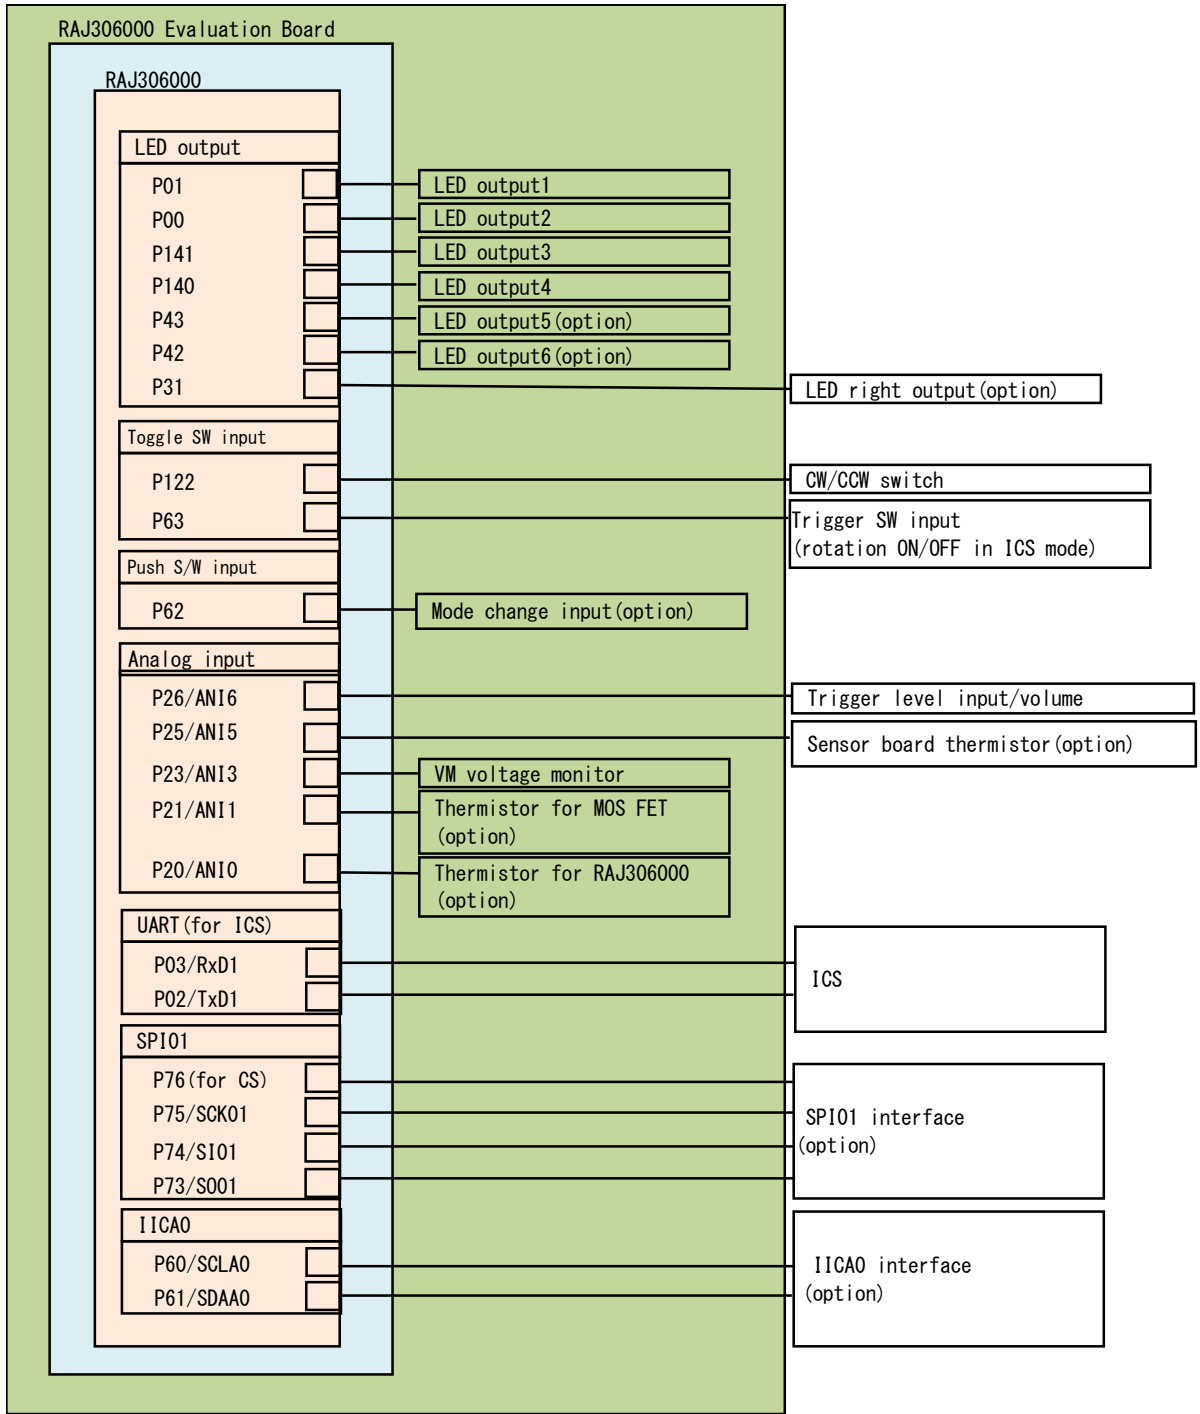 RAJ306000 Evaluation Board
RAJ306000
LED output
P01
LED output1
P00
LED output2
P141
LED output3
P140
LED output4
P43
LED output5(option)
P42
LED output6(option)
P31
LED right output(option)
Toggle SW input
P122
CW/CCW switch
P63
Trigger SW input
(rotation ON/OFF in ICS mode)
Push S/W input
P62
Mode change input(option)
Analog input
P26/ANI6
Trigger level input/volume
P25/ANI5
Sensor board thermistor(option)
P23/ANI3
VM voltage monitor
P21/ANI1
Thermistor for MOS FET
(option)
P20/ANI0
Thermistor for RAJ306000
(option)
UART(for ICS)
P03/RxD1
P02/TxD1
ICS
SPI01
P76(for CS)
P75/SCK01
P74/SI01
P73/SO01
SPI01 interface
(option)
IICA0
P60/SCLA0
P61/SDAA0
IICA0 interface
(option)